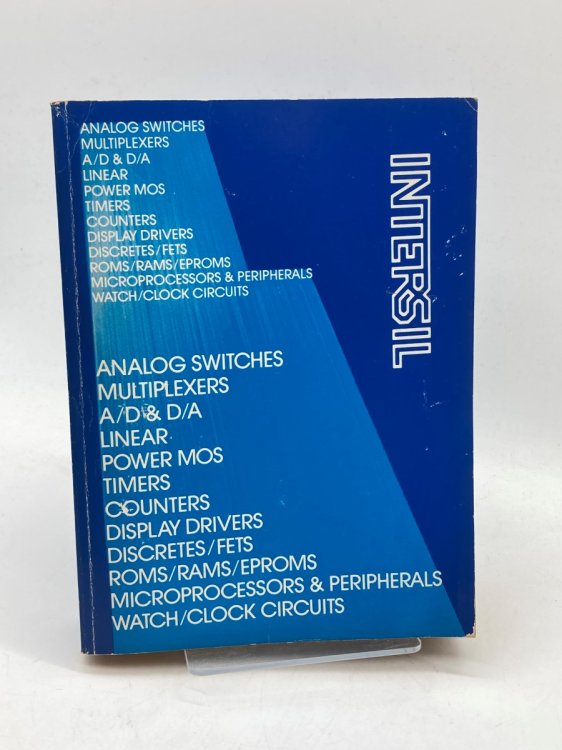 ANALOG SWITCHES
MULTIPLEXERS
A/D & D/A
LINEAR
POWER MOS
TIMERS
COUNTERS
DISPLAY DRIVERS
DISCRETES/FETS
ROMS/RAMS/EPROMS
MICROPROCESSORS & PERIPHERALS
WATCH/CLOCK CIRCUITS
INTERSIL
ANALOG SWITCHES
MULTIPLEXERS
A/D & D/A
LINEAR
POWER MOS
TIMERS
COUNTERS
DISPLAY DRIVERS
DISCRETES/FETS
ROMS/RAMS/EPROMS
MICROPROCESSORS & PERIPHERALS
WATCH/CLOCK CIRCUITS